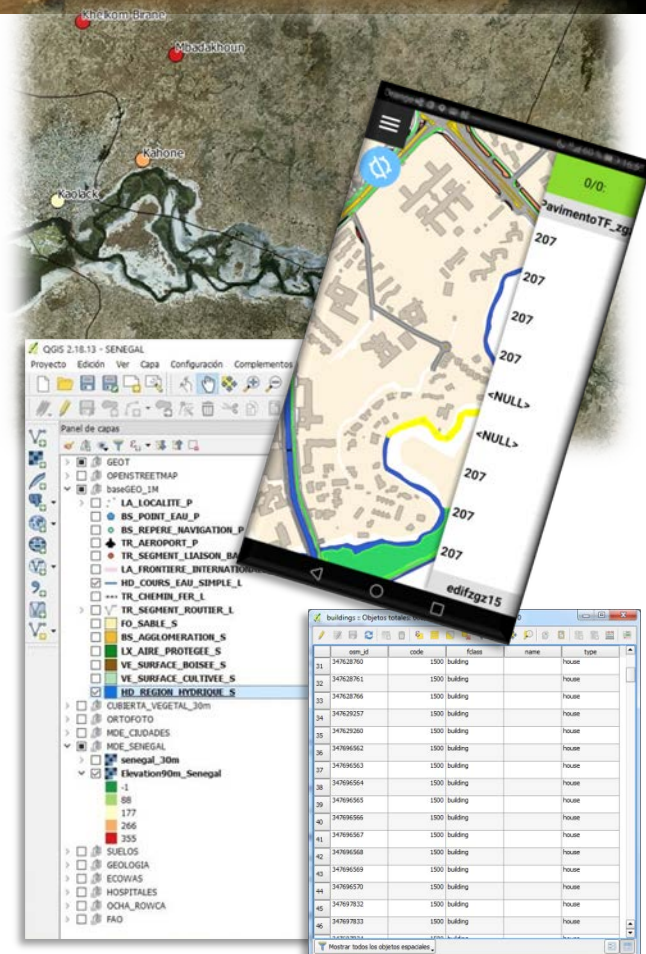 Khelkom-Birane
Mbadakhoun
Kahone
Kaolack
0/0:
PavimentoTF_zg
207
207
207
207
<NULL>
<NULL>
207
207
207
edifzgz15
QGIS 2.18.13 - SENEGAL
Proyecto Edición Ver Capa Configuración Complementos
Panel de capas
GEOT
OPENSTREETMAP
baseGEO_1M
LA_LOCALITE_P
BS_POINT_EAU_P
BS_REPERE_NAVIGATION_P
TR_AEROPORT_P
TR_SEGMENT_LIAISON_BA
LA_FRONTIERE_INTERNATION
HD_COURS_EAU_SIMPLE_L
TR_CHEMIN_FER_L
TR_SEGMENT_ROUTIER_L
FO_SABLE_S
BS_AGGLOMERATION_S
LX_AIRE_PROTEGEE_S
VE_SURFACE_BOISEE_S
VE_SURFACE_CULTIVEE_S
HD_REGION_HYDRIQUE_S
CUBIERTA_VEGETAL_30m
ORTOFOTO
MDE_CIUDADES
MDE_SENEGAL
senegal_30m
Elevation90m_Senegal
-1
88
177
266
355
SUELOS
GEOLOGIA
ECOWAS
HOSPITALES
OCHA_ROWCA
FAO
buildings :: Objetos totales:
osm_id code fclass name type
31 347628760 1500 building house
32 347628761 1500 building house
33 347628766 1500 building house
34 347629257 1500 building house
35 347629260 1500 building house
36 347696562 1500 building house
37 347696563 1500 building house
38 347696564 1500 building house
39 347696565 1500 building house
40 347696566 1500 building house
41 347696567 1500 building house
42 347696568 1500 building house
43 347696569 1500 building house
44 347696570 1500 building house
45 347697832 1500 building house
46 347697833 1500 building house
Mostrar todos los objetos espaciales